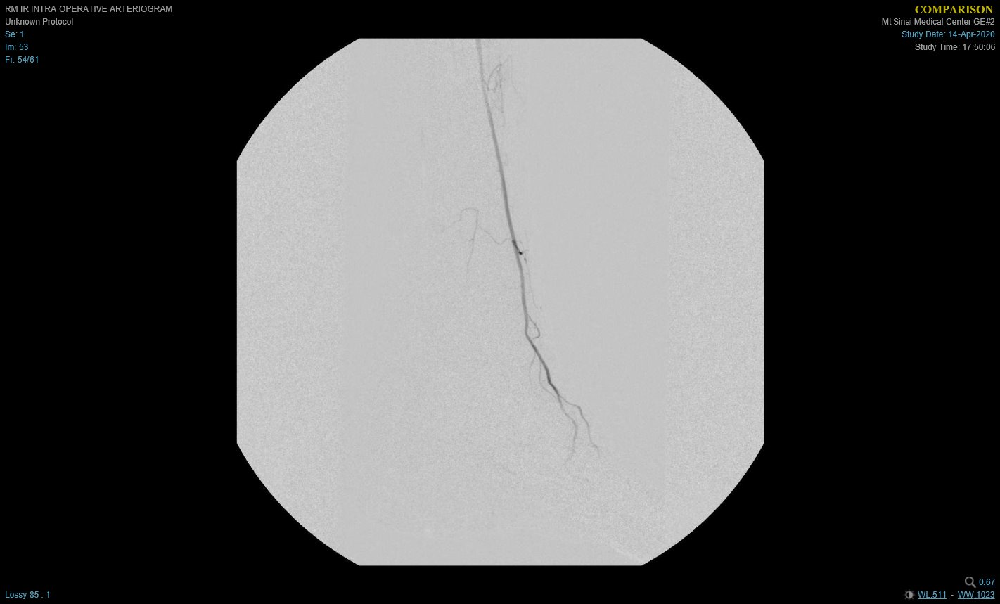 RM IR INTRA OPERATIVE ARTERIOGRAM
Unknown Protocol
Se: 1
Im: 53
Fr: 54/61
COMPARISON
Mt Sinai Medical Center GE#2
Study Date: 14-Apr-2020
Study Time: 17:50:06
Lossy 85 : 1
0.67
WL:511 - WW:1023